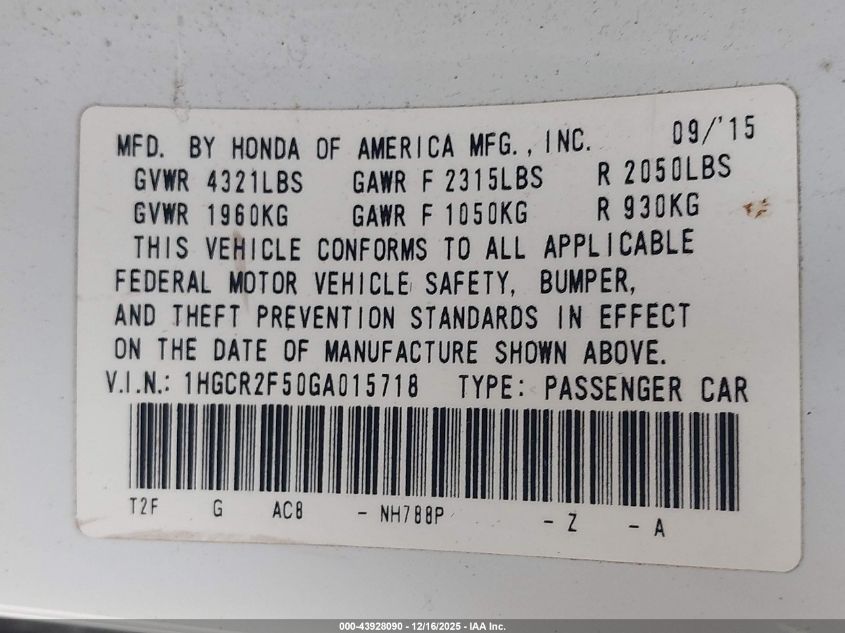 MFD. BY HONDA OF AMERICA MFG., INC. 09/'15
GVWR 4321LBS GAWR F 2315LBS R 2050LBS
GVWR 1960KG GAWR F 1050KG R 930KG
THIS VEHICLE CONFORMS TO ALL APPLICABLE
FEDERAL MOTOR VEHICLE SAFETY, BUMPER,
AND THEFT PREVENTION STANDARDS IN EFFECT
ON THE DATE OF MANUFACTURE SHOWN ABOVE.
V.I.N.: 1HGCR2F50GA015718 TYPE: PASSENGER CAR
T2F G AC8 - NH788P - Z - A
000-43928090 - 12/16/2025 - IAA Inc.